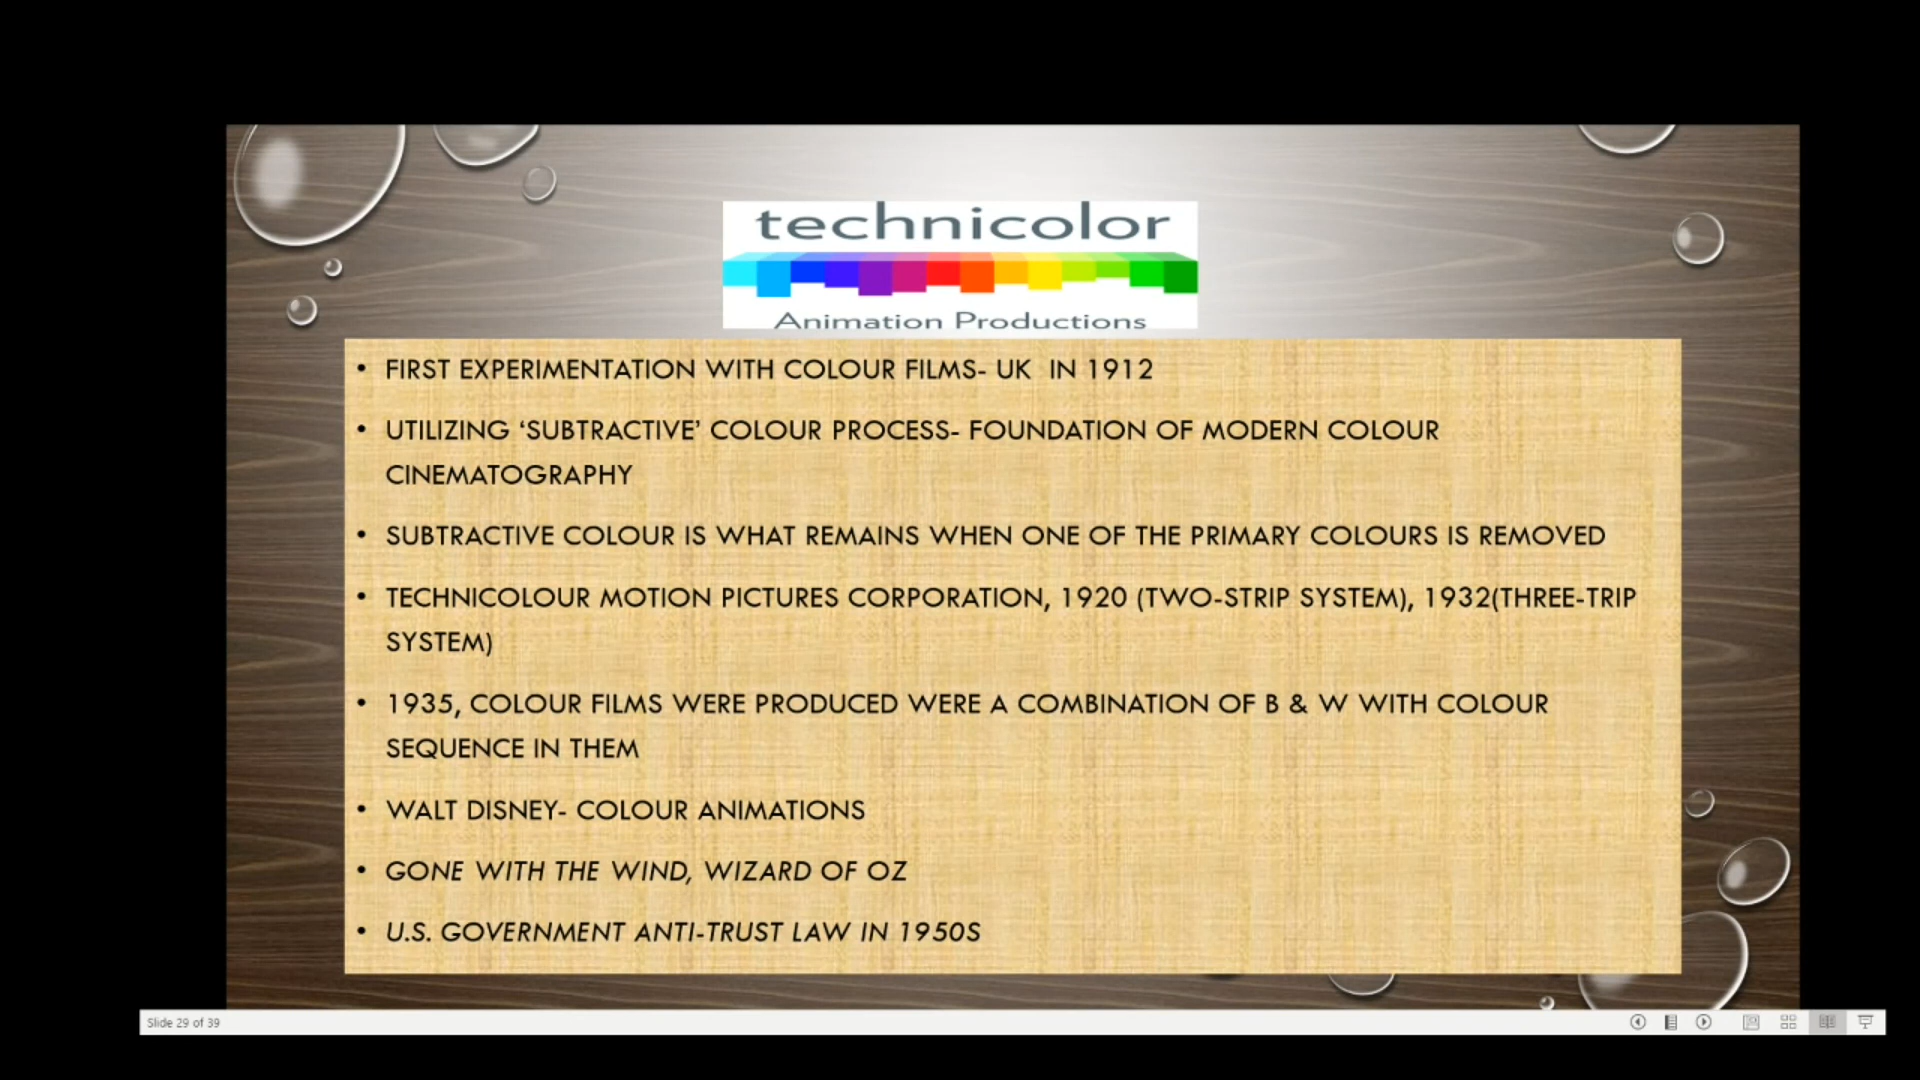 technicolor
Animation Productions
• FIRST EXPERIMENTATION WITH COLOUR FILMS- UK IN 1912
• UTILIZING ‘SUBTRACTIVE’ COLOUR PROCESS- FOUNDATION OF MODERN COLOUR
CINEMATOGRAPHY
• SUBTRACTIVE COLOUR IS WHAT REMAINS WHEN ONE OF THE PRIMARY COLOURS IS REMOVED
• TECHNICOLOUR MOTION PICTURES CORPORATION, 1920 (TWO-STRIP SYSTEM), 1932(THREE-TRIP
SYSTEM)
• 1935, COLOUR FILMS WERE PRODUCED WERE A COMBINATION OF B & W WITH COLOUR
SEQUENCE IN THEM
• WALT DISNEY- COLOUR ANIMATIONS
• GONE WITH THE WIND, WIZARD OF OZ
• U.S. GOVERNMENT ANTI-TRUST LAW IN 1950S
Slide 29 of 39